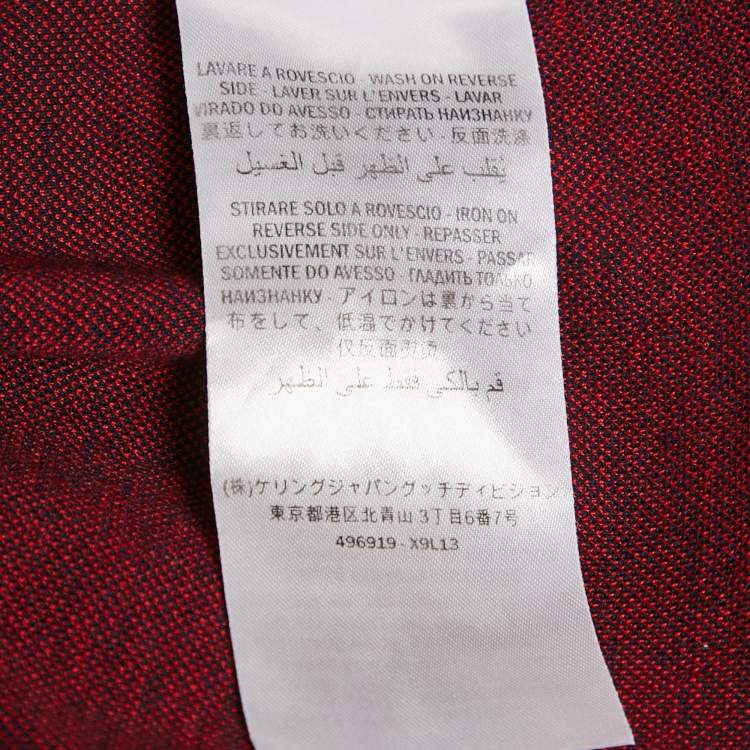 LAVARE A ROVESCIO - WASH ON REVERSE
SIDE - LAVER SUR L'ENVERS - LAVAR
VIRADO DO AVESSO - СТИРАТЬ НАИЗНАНКУ
裏返してお洗いください - 反面洗涤
يُقلب على الظهر قبل الغسيل
STIRARE SOLO A ROVESCIO - IRON ON
REVERSE SIDE ONLY - REPASSER
EXCLUSIVEMENT SUR L'ENVERS - PASSAR
SOMENTE DO AVESSO - ГЛАДИТЬ ТОЛЬКО
НАИЗНАНКУ - アイロンは裏から当て
布をして、低温でかけてください
仅反面熨烫
قم بالكي فقط على الظهر
(株)ケリングジャパングッチディビジョン
東京都港区北青山 3丁目6番7号
496919 - X9L13